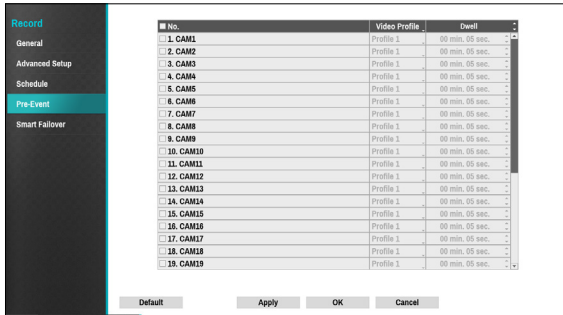 Record
General
Advanced Setup
Schedule
Pre-Event
Smart Failover
No. Video Profile Dwell
1. CAM1 Profile 1 00 min. 05 sec.
2. CAM2 Profile 1 00 min. 05 sec.
3. CAM3 Profile 1 00 min. 05 sec.
4. CAM4 Profile 1 00 min. 05 sec.
5. CAM5 Profile 1 00 min. 05 sec.
6. CAM6 Profile 1 00 min. 05 sec.
7. CAM7 Profile 1 00 min. 05 sec.
8. CAM8 Profile 1 00 min. 05 sec.
9. CAM9 Profile 1 00 min. 05 sec.
10. CAM10 Profile 1 00 min. 05 sec.
11. CAM11 Profile 1 00 min. 05 sec.
12. CAM12 Profile 1 00 min. 05 sec.
13. CAM13 Profile 1 00 min. 05 sec.
14. CAM14 Profile 1 00 min. 05 sec.
15. CAM15 Profile 1 00 min. 05 sec.
16. CAM16 Profile 1 00 min. 05 sec.
17. CAM17 Profile 1 00 min. 05 sec.
18. CAM18 Profile 1 00 min. 05 sec.
19. CAM19 Profile 1 00 min. 05 sec.
Default Apply OK Cancel